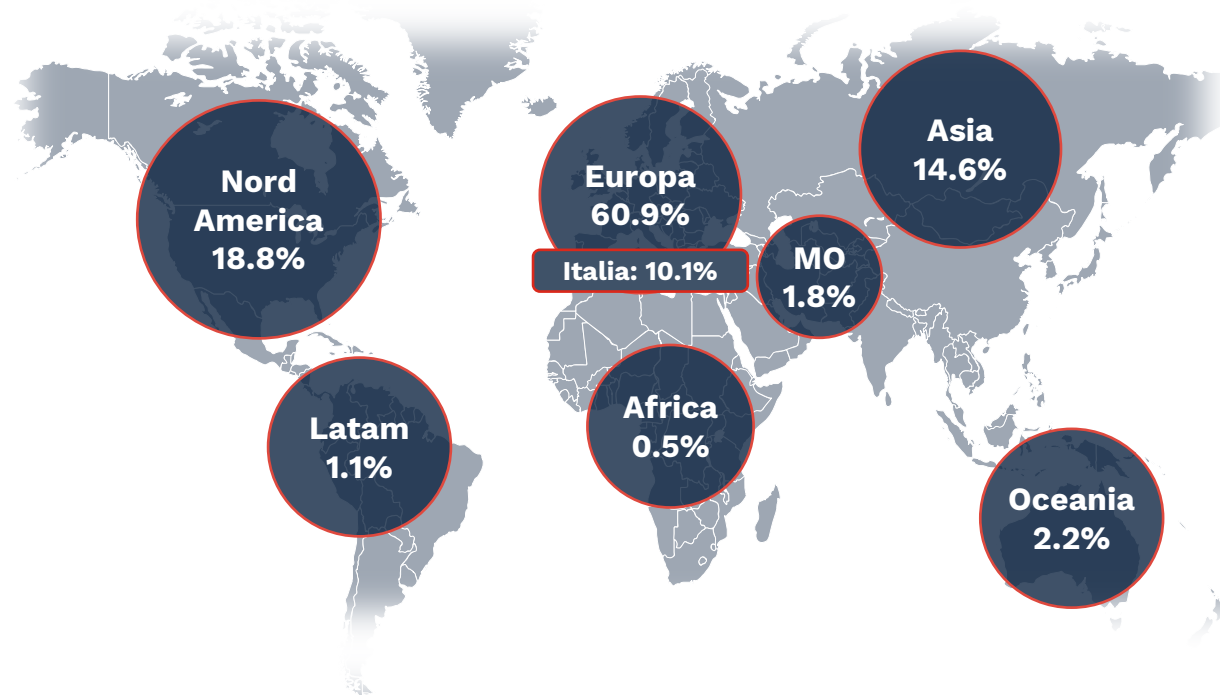 Nord
America
18.8%
Europa
60.9%
Italia: 10.1%
Asia
14.6%
MO
1.8%
Latam
1.1%
Africa
0.5%
Oceania
2.2%